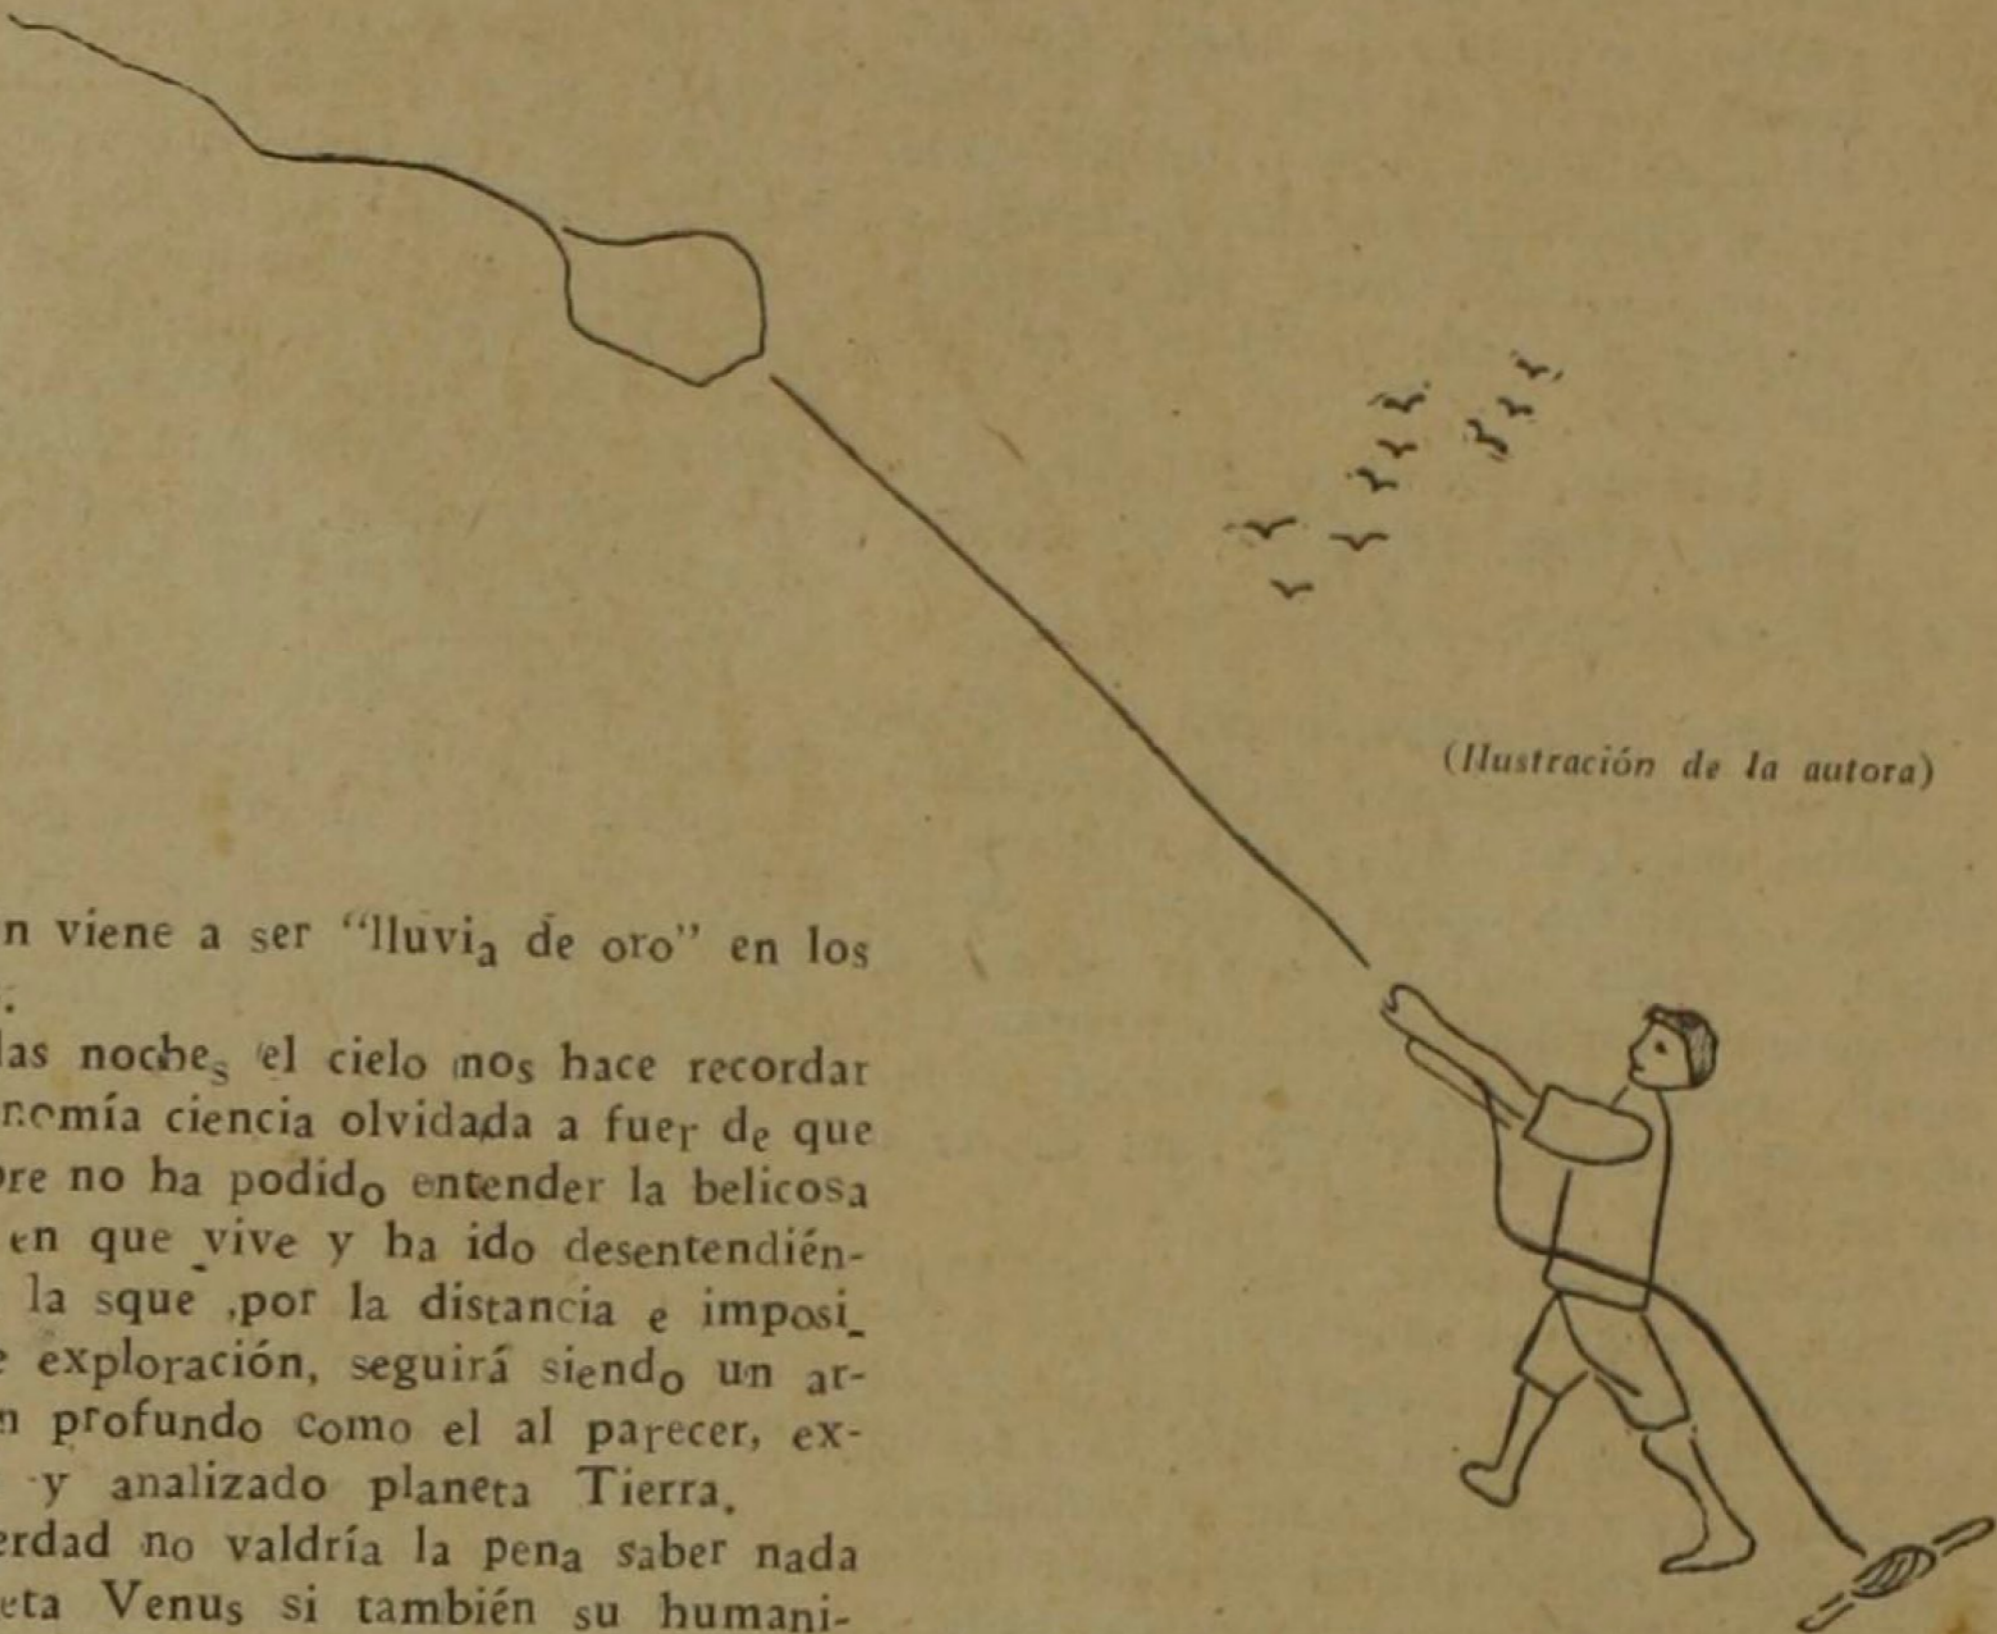 (Ilustración de la autora)
n viene a ser “lluvia de oro” en los
.
las noches el cielo nos hace recordar
nomía ciencia olvidada a fuer de que
bre no ha podido entender la belicosa
en que vive y ha ido desentendién-
la sque ,por la distancia e imposi_
e exploración, seguirá siendo un ar-
n profundo como el al parecer, ex-
y analizado planeta Tierra.
erdad no valdría la pena saber nada
eta Venus si también su humani-